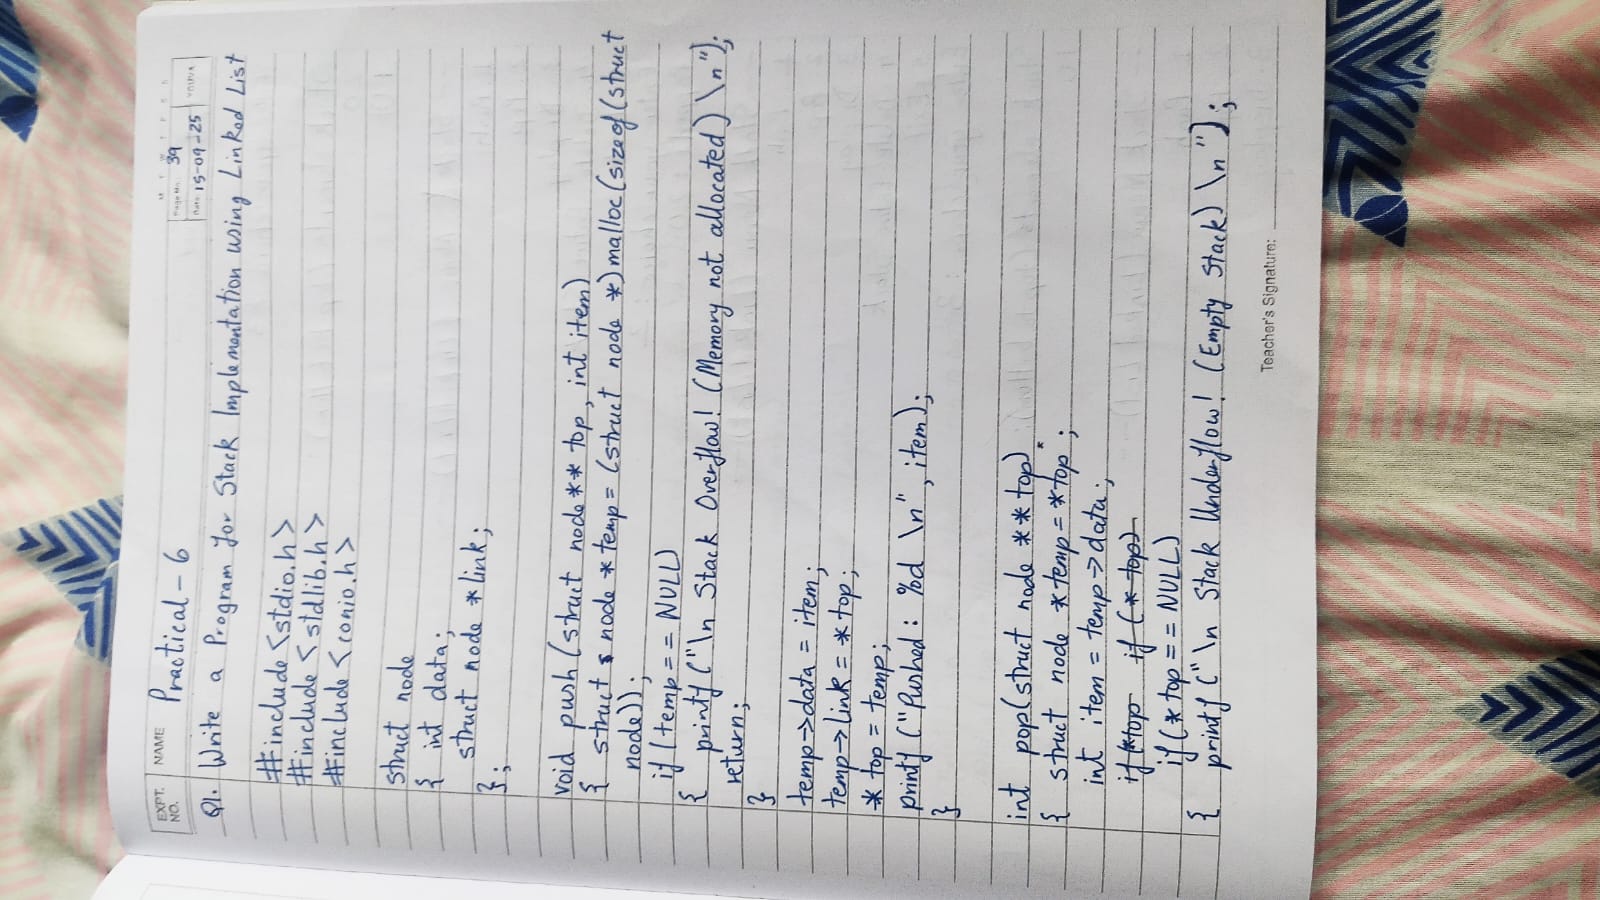 EXPT. NO.
NAME Practical - 6
Page No. 39
Date: 15-09-25
YOUVA
Q1. Write a Program for Stack Implementation using Linked List
#include <stdio.h>
#include <stdlib.h>
#include <conio.h>
struct node
{ int data;
struct node *link;
};
void push (struct node ** top, int item)
{ struct node *temp = (struct node *) malloc (sizeof (struct
node));
if (temp == NULL)
{ printf ("\n Stack Overflow! (Memory not allocated) \n");
return;
}
temp->data = item;
temp->link = *top;
* top = temp;
printf ("Pushed : %d \n", item);
}
int pop(struct node ** top)
{ struct node *temp = *top ;
int item = temp->data;
if (*top if (* top)
if (* top == NULL)
{ printf ("\n Stack Underflow! (Empty Stack) \n");
Teacher's Signature: